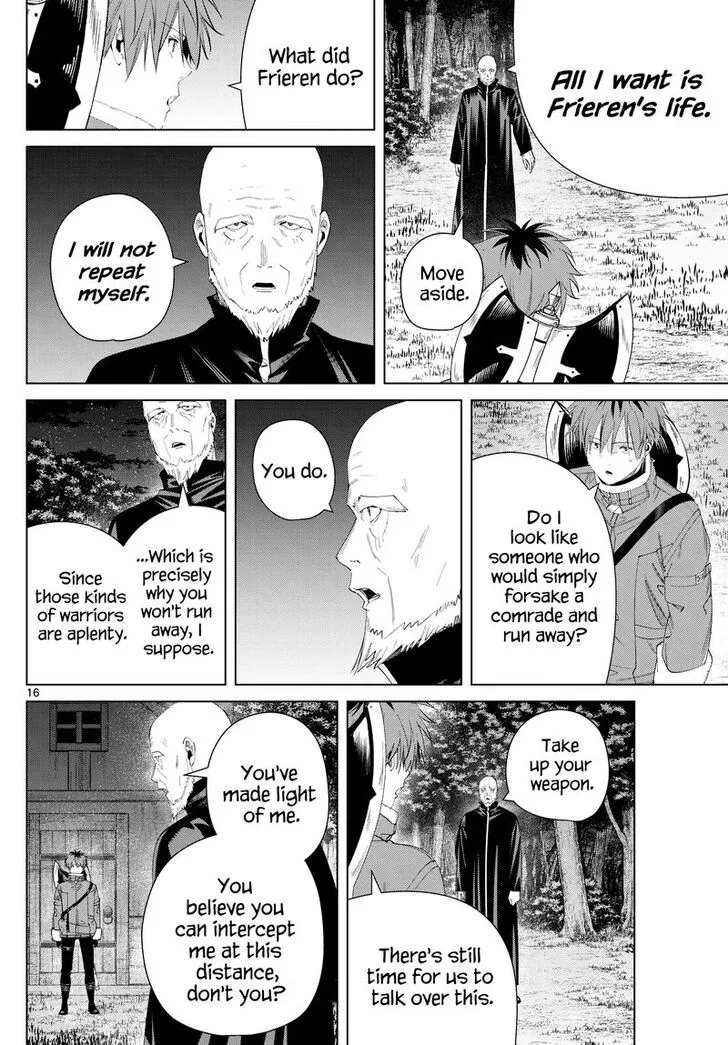 All I want is
Frieren's life.
Move
aside.
What did
Frieren do?
I will not
repeat
myself.
Do I
look like
someone who
would simply
forsake a
comrade and
run away?
You do.
...Which is
precisely
why you
won't run
away, I
suppose.
Since
those kinds
of warriors
are aplenty.
16
Take
up your
weapon.
There's still
time for us to
talk over this.
You've
made light
of me.
You
believe you
can intercept
me at this
distance,
don't you?